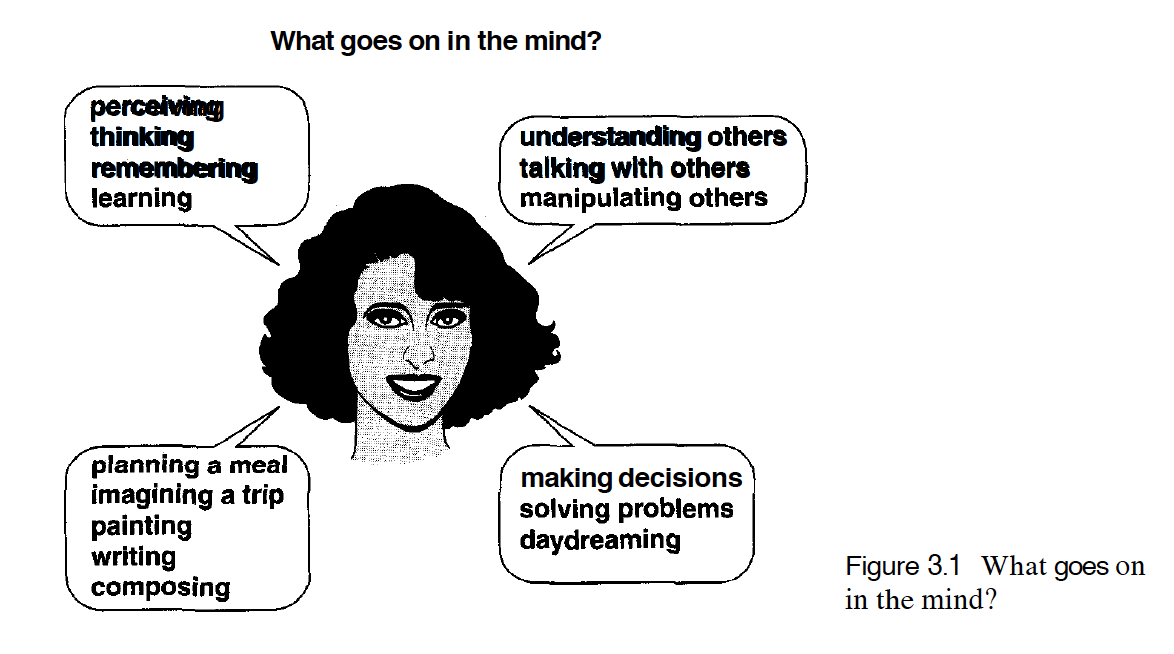 What goes on in the mind?
perceiving
thinking
remembering
learning
understanding others
talking with others
manipulating others
planning a meal
imagining a trip
painting
writing
composing
making decisions
solving problems
daydreaming
Figure 3.1 What goes on
in the mind?